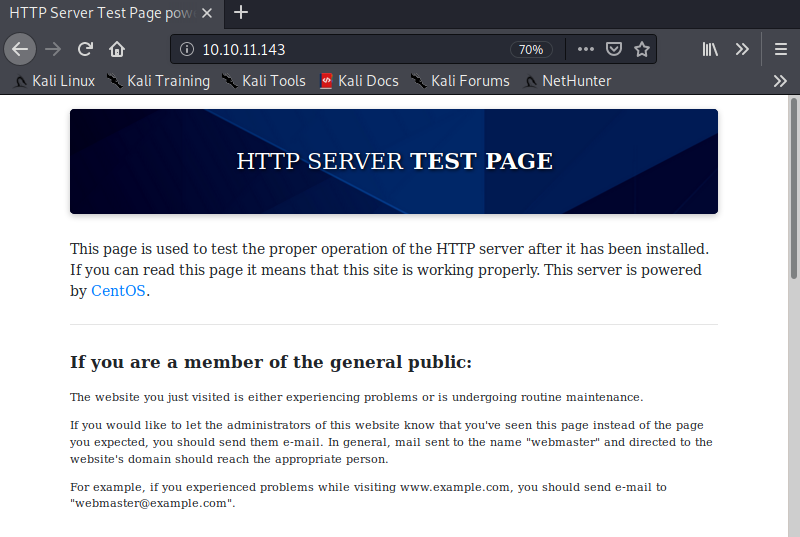 HTTP Server Test Page pow
10.10.11.143
70%
Kali Linux Kali Training Kali Tools Kali Docs Kali Forums NetHunter
HTTP SERVER TEST PAGE
This page is used to test the proper operation of the HTTP server after it has been installed.
If you can read this page it means that this site is working properly. This server is powered
by CentOS.
If you are a member of the general public:
The website you just visited is either experiencing problems or is undergoing routine maintenance.
If you would like to let the administrators of this website know that you've seen this page instead of the page
you expected, you should send them e-mail. In general, mail sent to the name "webmaster" and directed to the
website's domain should reach the appropriate person.
For example, if you experienced problems while visiting www.example.com, you should send e-mail to
"webmaster@example.com".